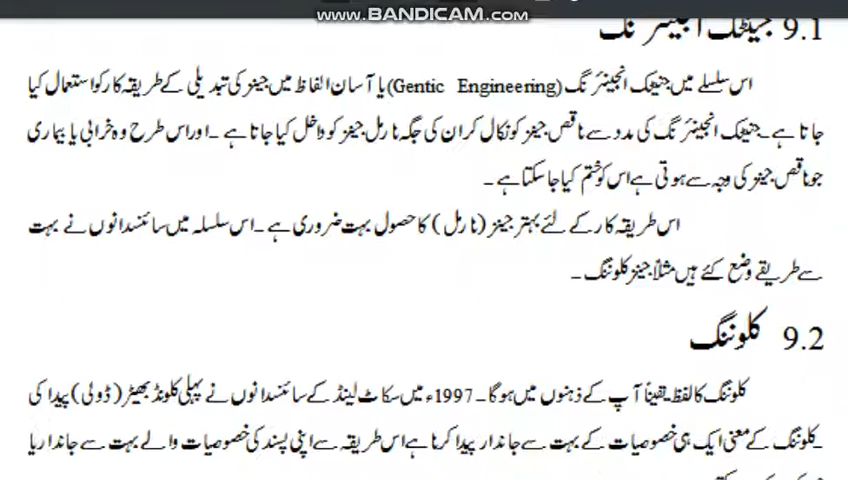 www.BANDICAM.com
9.1 جینیٹک انجینئرنگ
اس سلسلے میں جنیٹک انجینئرنگ (Gentic Engineering) یا آسان الفاظ میں جینز کی تبدیلی کے طریقہ کار کو استعمال کیا
جاتا ہے۔ جنیٹک انجینئرنگ کی مدد سے ناقص جینز کو نکال کر ان کی جگہ نارمل جینز کو داخل کیا جاتا ہے۔ اور اس طرح وہ خرابی یا بیماری
جو ناقص جینز کی وجہ سے ہوتی ہے اس کو ختم کیا جا سکتا ہے۔
اس طریقہ کار کے لئے بہتر جینز (نارمل) کا حصول بہت ضروری ہے۔ اس سلسلہ میں سائنسدانوں نے بہت
سے طریقے وضع کئے ہیں مثلاً جینز کلوننگ۔
9.2 کلوننگ
کلوننگ کا لفظ یقیناً آپ کے ذہنوں میں ہوگا۔ 1997ء میں سکاٹ لینڈ کے سائنسدانوں نے پہلی کلونڈ بھیڑ (ڈولی) پیدا کی
۔ کلوننگ کے معنی ایک ہی خصوصیات کے بہت سے جاندار پیدا کرنا ہے اس طریقہ سے اپنی پسند کی خصوصیات والے بہت سے جاندار یا